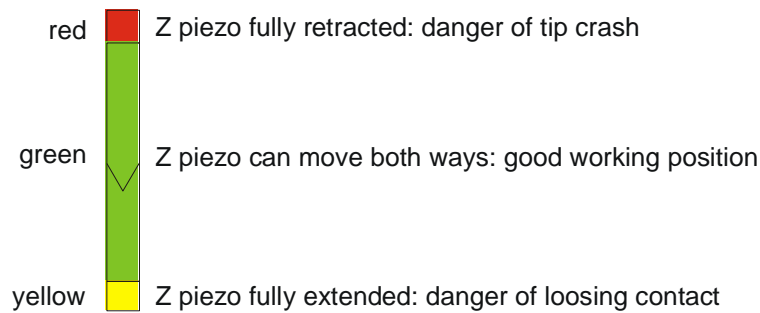 red Z piezo fully retracted: danger of tip crash
green Z piezo can move both ways: good working position
yellow Z piezo fully extended: danger of loosing contact